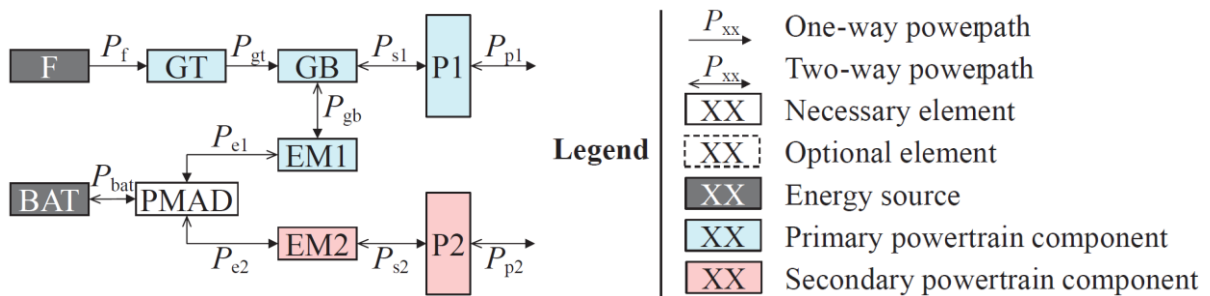 P_f P_gt P_s1 P_p1
F GT GB P1
P_gb
P_e1
EM1
P_bat
BAT PMAD
EM2 P2
P_e2 P_s2 P_p2
Legend
P_xx One-way powerpath
P_xx Two-way powerpath
XX Necessary element
XX Optional element
XX Energy source
XX Primary powertrain component
XX Secondary powertrain component